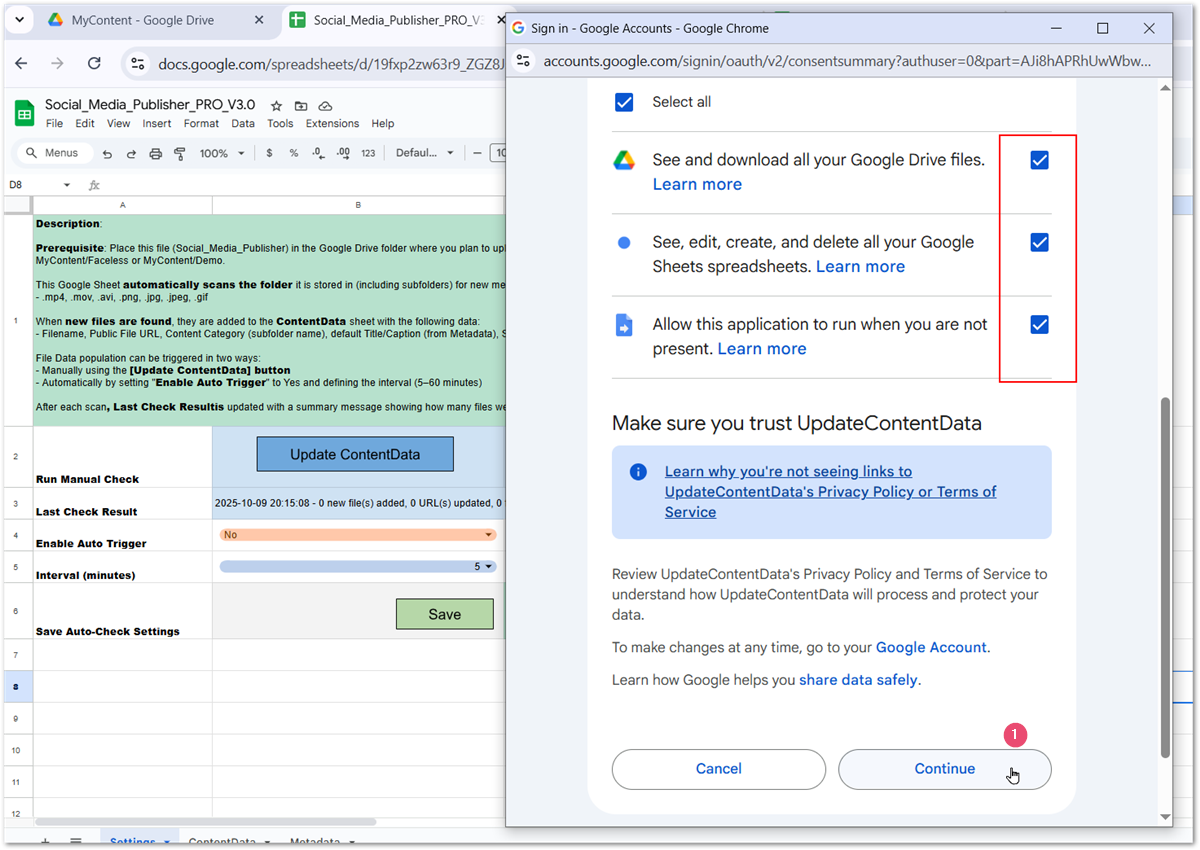 MyContent - Google Drive
Social_Media_Publisher_PRO_V3
docs.google.com/spreadsheets/d/19fxp2zw63r9_ZGZ8J
Social_Media_Publisher_PRO_V3.0
File Edit View Insert Format Data Tools Extensions Help
Menus 100% $ % .0 .00 123 Defaul... 10
D8 fx
A B
1
Description:
Prerequisite: Place this file (Social_Media_Publisher) in the Google Drive folder where you plan to upl
MyContent/Faceless or MyContent/Demo.
This Google Sheet automatically scans the folder it is stored in (including subfolders) for new me
- .mp4, .mov, .avi, .png, .jpg, .jpeg, .gif
When new files are found, they are added to the ContentData sheet with the following data:
- Filename, Public File URL, Content Category (subfolder name), default Title/Caption (from Metadata), S
File Data population can be triggered in two ways:
- Manually using the [Update ContentData] button
- Automatically by setting "Enable Auto Trigger" to Yes and defining the interval (5–60 minutes)
After each scan, Last Check Resultis updated with a summary message showing how many files we
2
Run Manual Check
Update ContentData
3
Last Check Result
2025-10-09 20:15:08 - 0 new file(s) added, 0 URL(s) updated, 0
4
Enable Auto Trigger
No
5
Interval (minutes)
5
6
Save Auto-Check Settings
Save
7
8
9
10
11
12
Settings ContentData Metadata
Sign in - Google Accounts - Google Chrome
accounts.google.com/signin/oauth/v2/consentsummary?authuser=0&part=AJi8hAPRhUwWbw...
Select all
See and download all your Google Drive files.
Learn more
See, edit, create, and delete all your Google
Sheets spreadsheets. Learn more
Allow this application to run when you are not
present. Learn more
Make sure you trust UpdateContentData
Learn why you're not seeing links to
UpdateContentData's Privacy Policy or Terms of
Service
Review UpdateContentData's Privacy Policy and Terms of Service to
understand how UpdateContentData will process and protect your
data.
To make changes at any time, go to your Google Account.
Learn how Google helps you share data safely.
1
Cancel
Continue